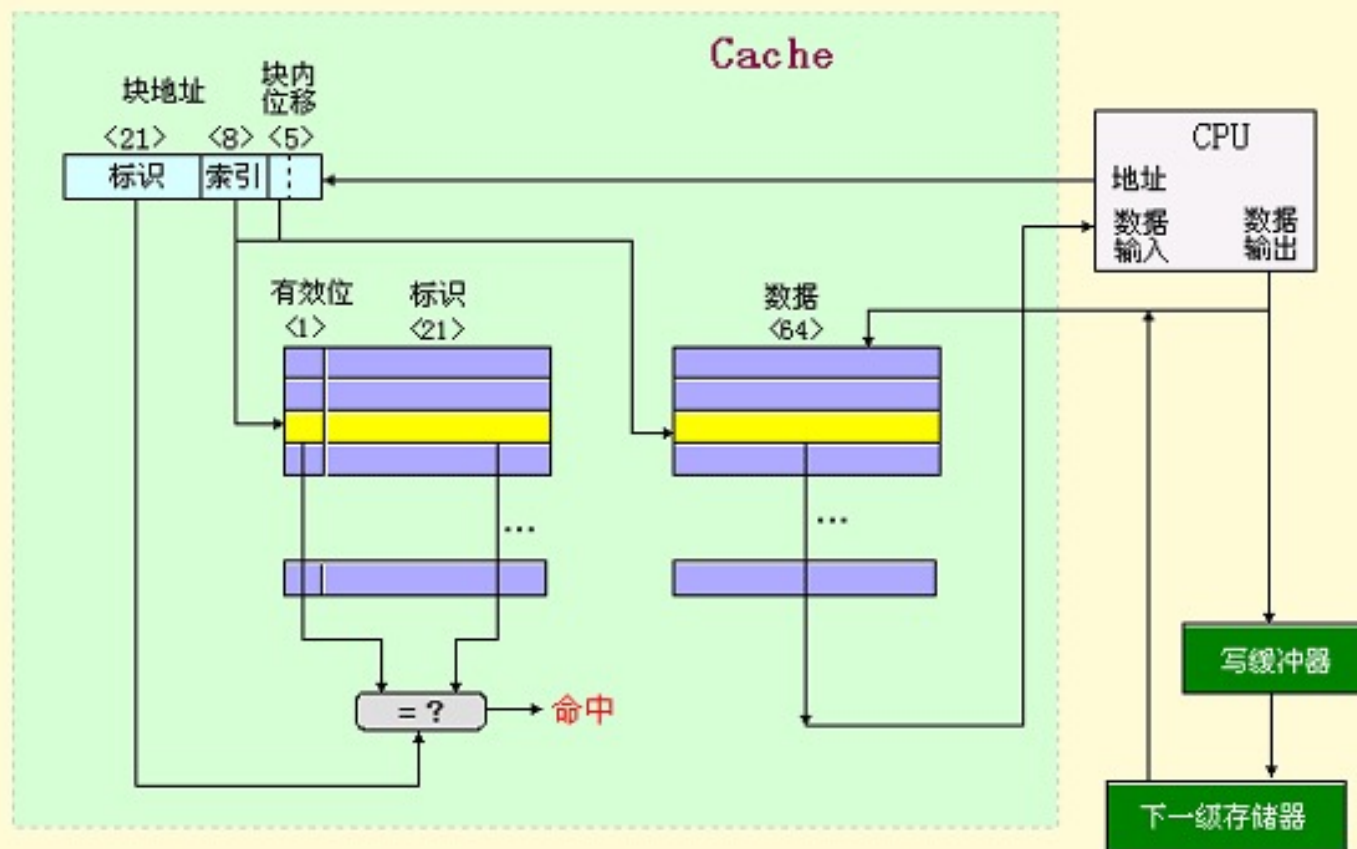 Cache
块地址
块内
位移
<21>
<8>
<5>
标识
索引
CPU
地址
数据
输入
数据
输出
有效位
<1>
标识
<21>
数据
<64>
...
...
= ?
命中
写缓冲器
下一级存储器